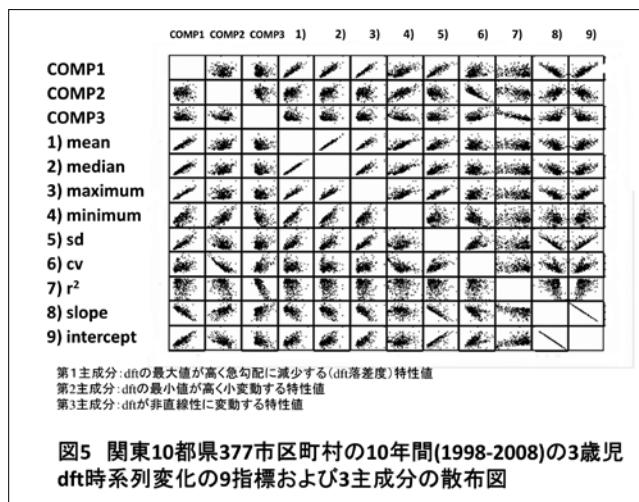 COMP1 COMP2 COMP3 1) 2) 3) 4) 5) 6) 7) 8) 9)
COMP1
COMP2
COMP3
1) mean
2) median
3) maximum
4) minimum
5) sd
6) cv
7) r²
8) slope
9) intercept
第1主成分:dftの最大値が高く急勾配に減少する(dft落差度)特性値
第2主成分:dftの最小値が高く小変動する特性値
第3主成分:dftが非直線性に変動する特性値
図5 関東10都県377市区町村の10年間(1998-2008)の3歳児
dft時系列変化の9指標および3主成分の散布図